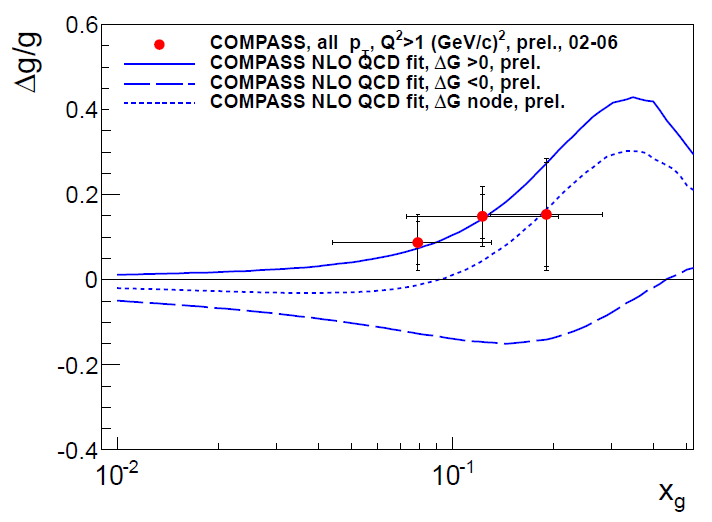 Δg/g
0.6
0.4
0.2
0
-0.2
-0.4
COMPASS, all p_T, Q²>1 (GeV/c)², prel., 02-06
COMPASS NLO QCD fit, ΔG >0, prel.
COMPASS NLO QCD fit, ΔG <0, prel.
COMPASS NLO QCD fit, ΔG node, prel.
10⁻²
10⁻¹
x_g